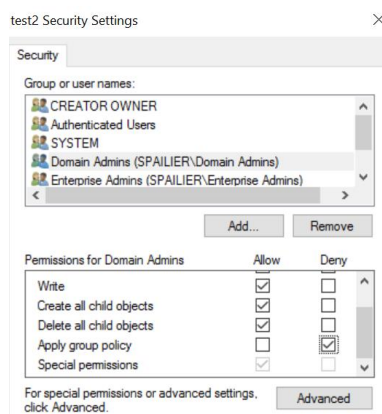 test2 Security Settings
Security
Group or user names:
CREATOR OWNER
Authenticated Users
SYSTEM
Domain Admins (SPAILIER\Domain Admins)
Enterprise Admins (SPAILIER\Enterprise Admins)
Add... Remove
Permissions for Domain Admins Allow Deny
Write
Create all child objects
Delete all child objects
Apply group policy
Special permissions
For special permissions or advanced settings,
click Advanced. Advanced